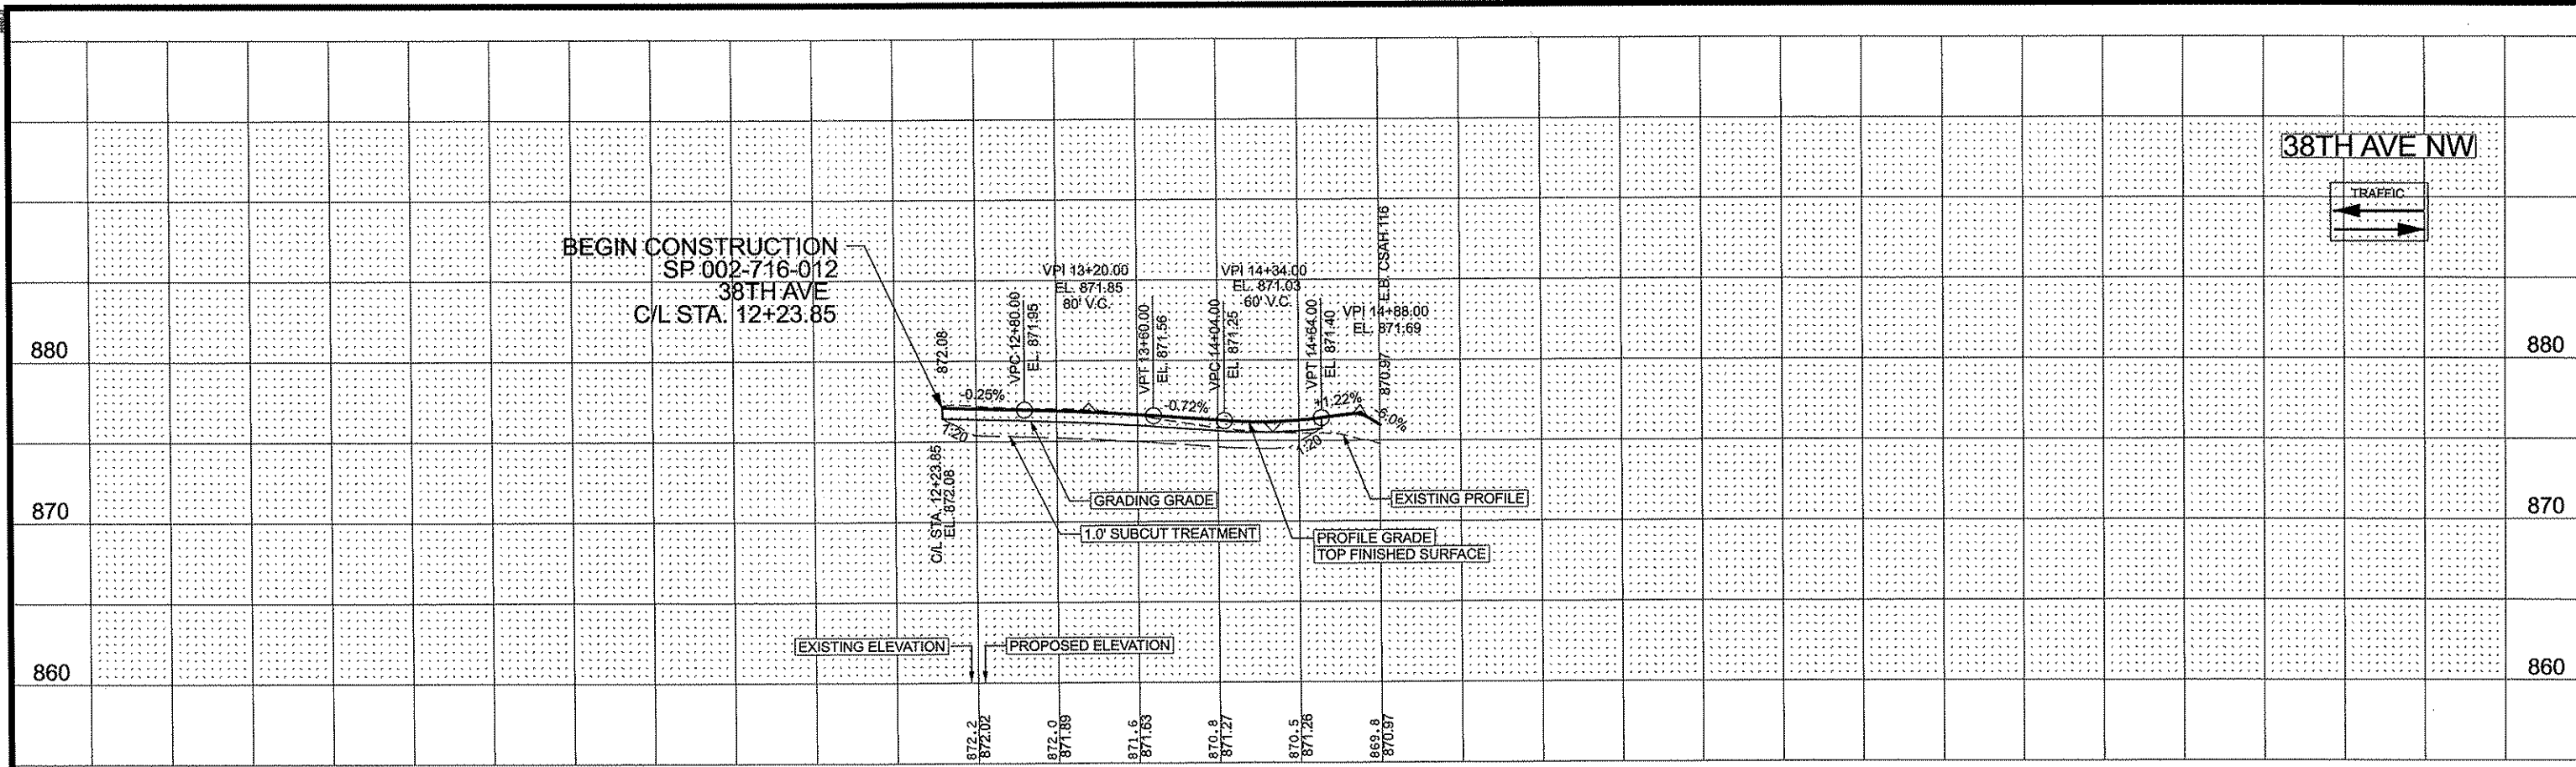 38TH AVE NW
TRAFFIC
BEGIN CONSTRUCTION
SP 002-716-012
38TH AVE
C/L STA. 12+23.85
VPI 13+20.00
EL. 871.85
80' V.C.
VPI 14+34.00
EL. 871.03
60' V.C.
E.B. CSAH 116
VPI 14+88.00
EL. 871.69
872.08
VPC 12+80.00
EL. 871.95
VPT 13+60.00
EL. 871.56
VPC 14+04.00
EL. 871.25
VPT 14+64.00
EL. 871.40
870.97
880
880
-0.25%
-0.72%
+1.22%
-6.0%
1:20
1:20
C/L STA. 12+23.85
EL. 872.08
GRADING GRADE
EXISTING PROFILE
870
870
1.0' SUBCUT TREATMENT
PROFILE GRADE
TOP FINISHED SURFACE
EXISTING ELEVATION
PROPOSED ELEVATION
860
860
872.2
872.02
872.0
871.89
871.6
871.63
870.8
871.27
870.5
871.26
869.8
870.97